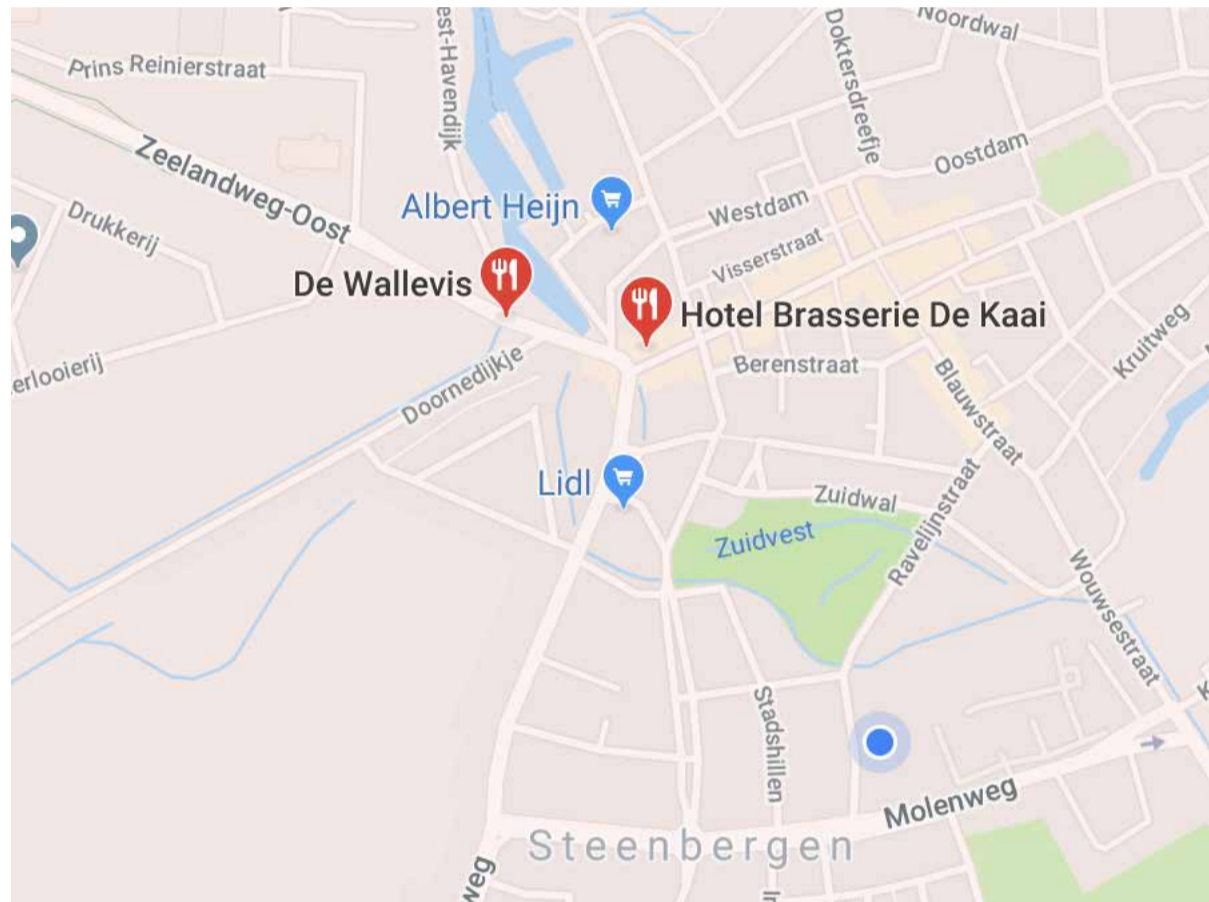 est-Havendijk
Noordwal
Doktersdreefje
Prins Reinierstraat
Oostdam
Zeelandweg-Oost
Albert Heijn
Westdam
Drukkerij
Visserstraat
De Wallevis
Hotel Brasserie De Kaai
Kruitweg
erlooierij
Doornedijkje
Berenstraat
Blauwstraat
Lidl
Zuidwal
Zuidvest
Ravelijnstraat
Wouwsestraat
Stadshillen
K
Molenweg
Steenbergen
weg